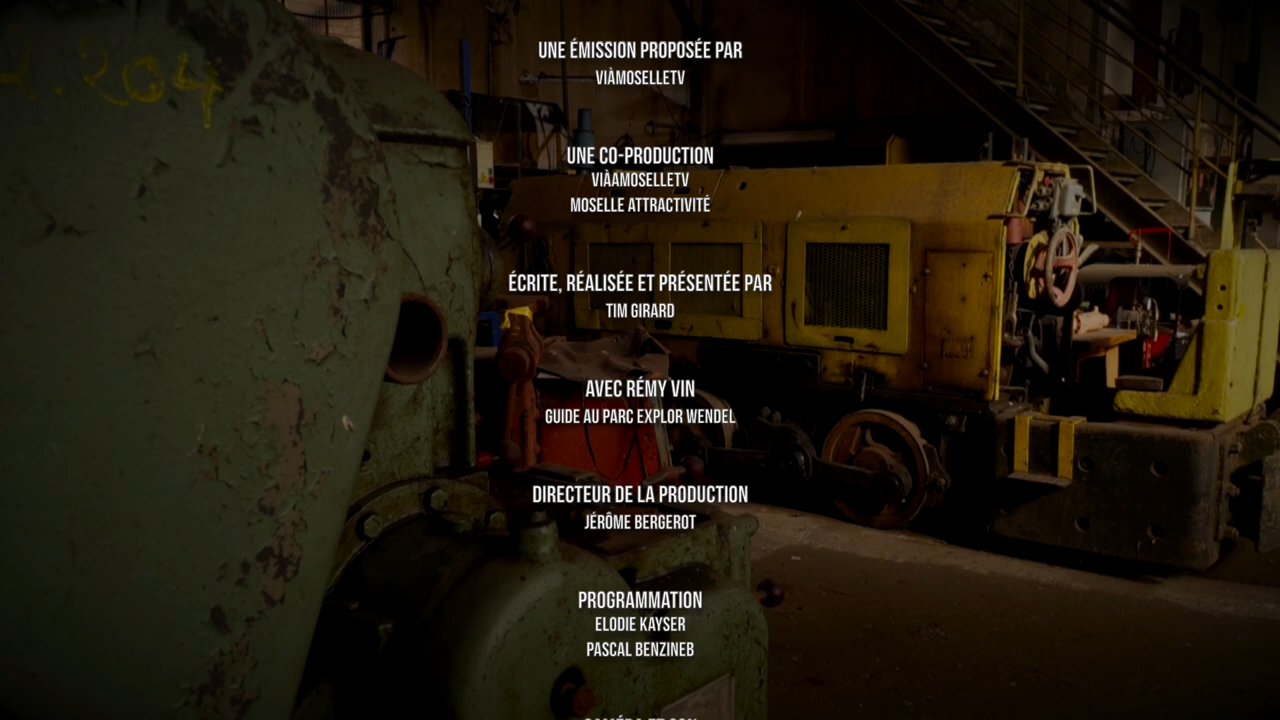 UNE ÉMISSION PROPOSÉE PAR
VIÀMOSELLETV
UNE CO-PRODUCTION
VIÀAMOSELLETV
MOSELLE ATTRACTIVITÉ
ÉCRITE, RÉALISÉE ET PRÉSENTÉE PAR
TIM GIRARD
AVEC RÉMY VIN
GUIDE AU PARC EXPLOR WENDEL
DIRECTEUR DE LA PRODUCTION
JÉRÔME BERGEROT
PROGRAMMATION
ELODIE KAYSER
PASCAL BENZINEB